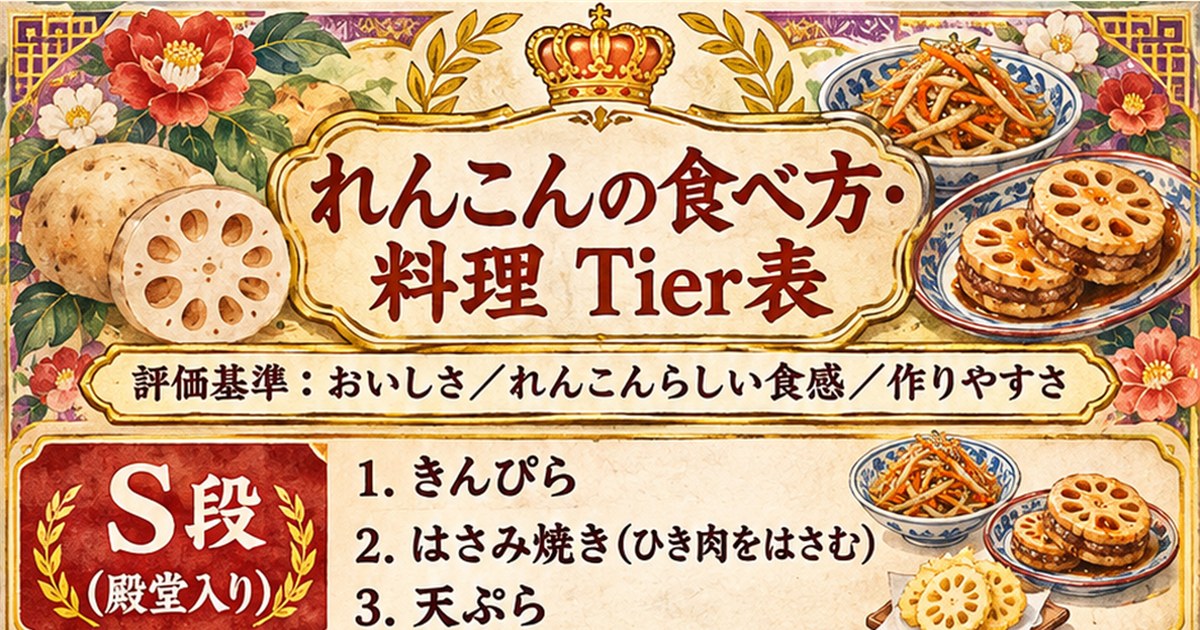 れんこんの食べ方・
料理 Tier表
評価基準：おいしさ／れんこんらしい食感／作りやすさ
S段
(殿堂入り)
1. きんぴら
2. はさみ焼き(ひき肉をはさむ)
3. 天ぷら